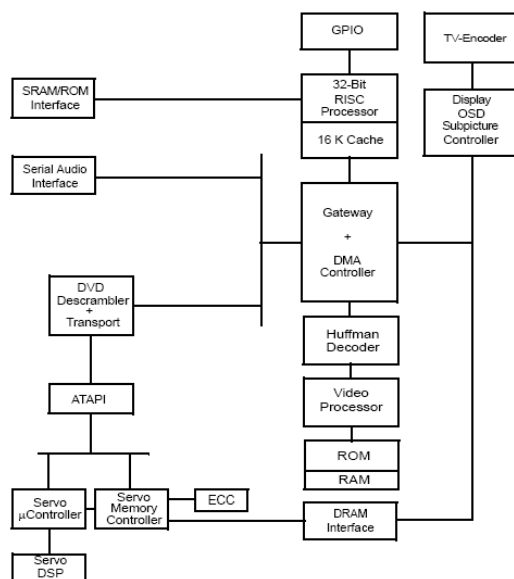 GPIO
TV-Encoder
SRAM/ROM
Interface
32-Bit
RISC
Processor
16 K Cache
Display
OSD
Subpicture
Controller
Serial Audio
Interface
Gateway
+
DMA
Controller
DVD
Descrambler
+
Transport
Huffman
Decoder
ATAPI
Video
Processor
ROM
RAM
Servo
μController
Servo
Memory
Controller
ECC
DRAM
Interface
Servo
DSP